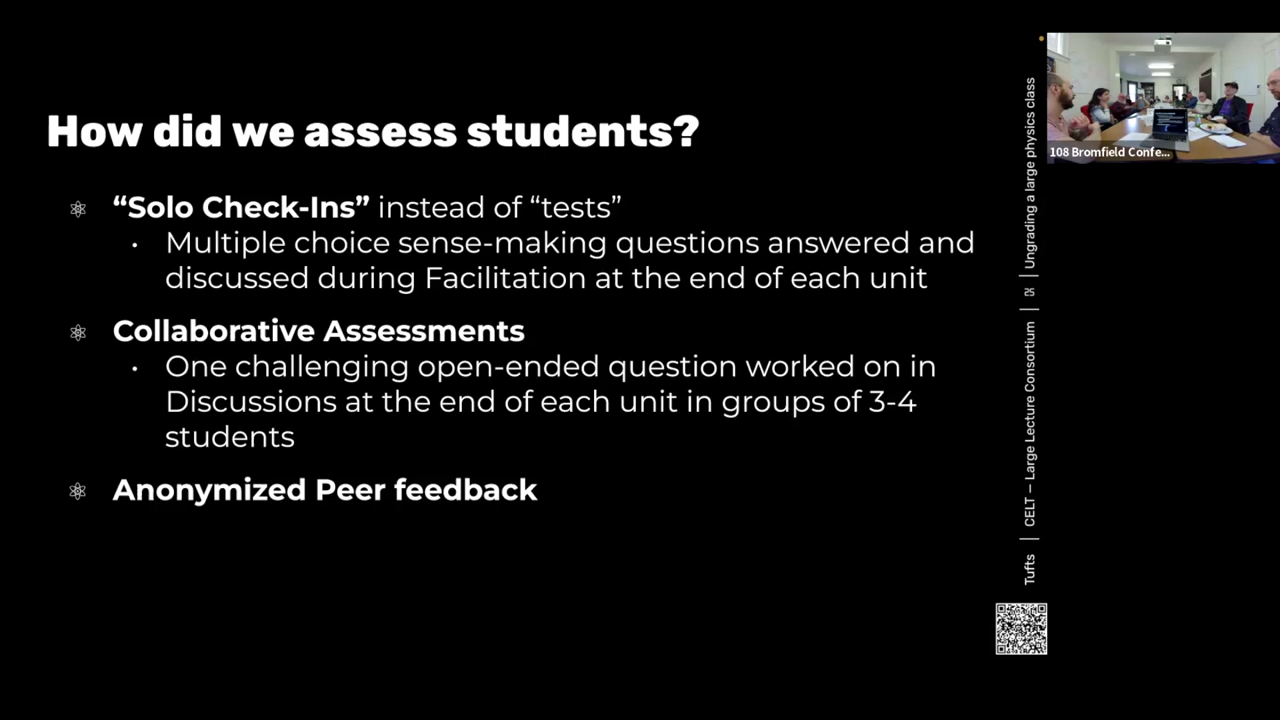 How did we assess students?
“Solo Check-Ins” instead of “tests”
Multiple choice sense-making questions answered and
discussed during Facilitation at the end of each unit
Collaborative Assessments
One challenging open-ended question worked on in
Discussions at the end of each unit in groups of 3-4
students
Anonymized Peer feedback
Tufts | CELT – Large Lecture Consortium | 25 | Ungrading a large physics class
108 Bromfield Confe...